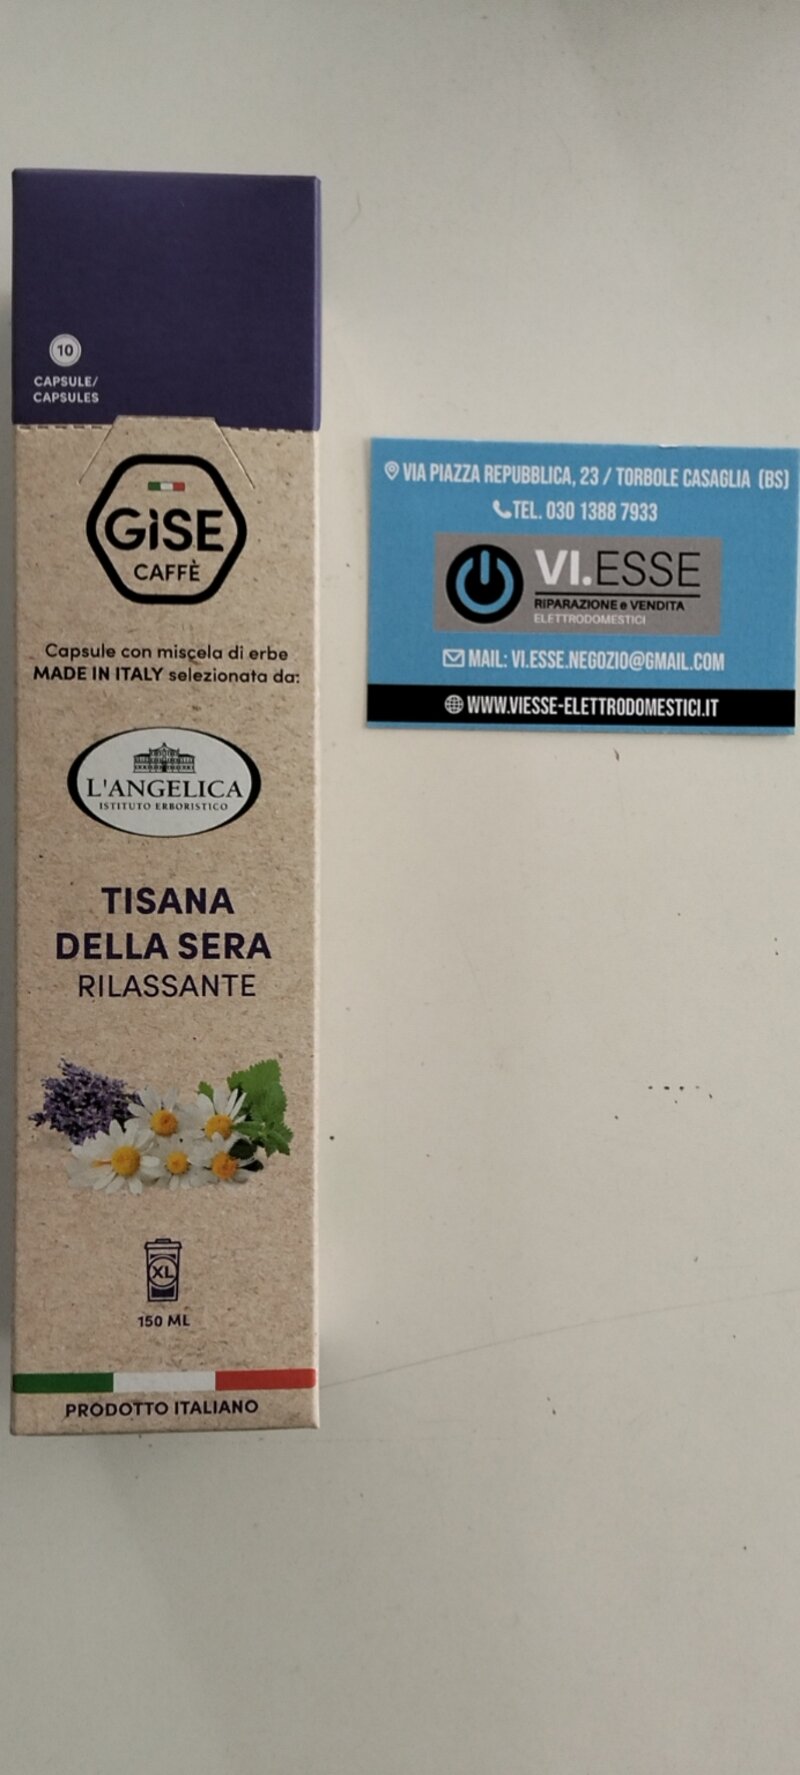 10
CAPSULE/
CAPSULES
GiSE
CAFFÈ
Capsule con miscela di erbe
MADE IN ITALY selezionata da:
L'ANGELICA
ISTITUTO ERBORISTICO
TISANA
DELLA SERA
RILASSANTE
XL
150 ML
PRODOTTO ITALIANO
VIA PIAZZA REPUBBLICA, 23 / TORBOLE CASAGLIA (BS)
TEL. 030 1388 7933
VI.ESSE
RIPARAZIONE e VENDITA
ELETTRODOMESTICI
MAIL: VI.ESSE.NEGOZIO@GMAIL.COM
WWW.VIESSE-ELETTRODOMESTICI.IT